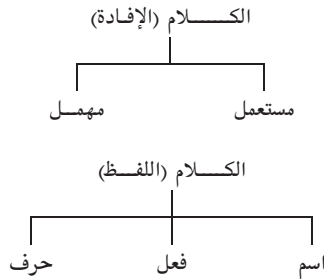 الكـــــلام (الإفـادة)
مستعمل مهمــل
الكـــــلام (اللفــظ)
اسم فعل حرف